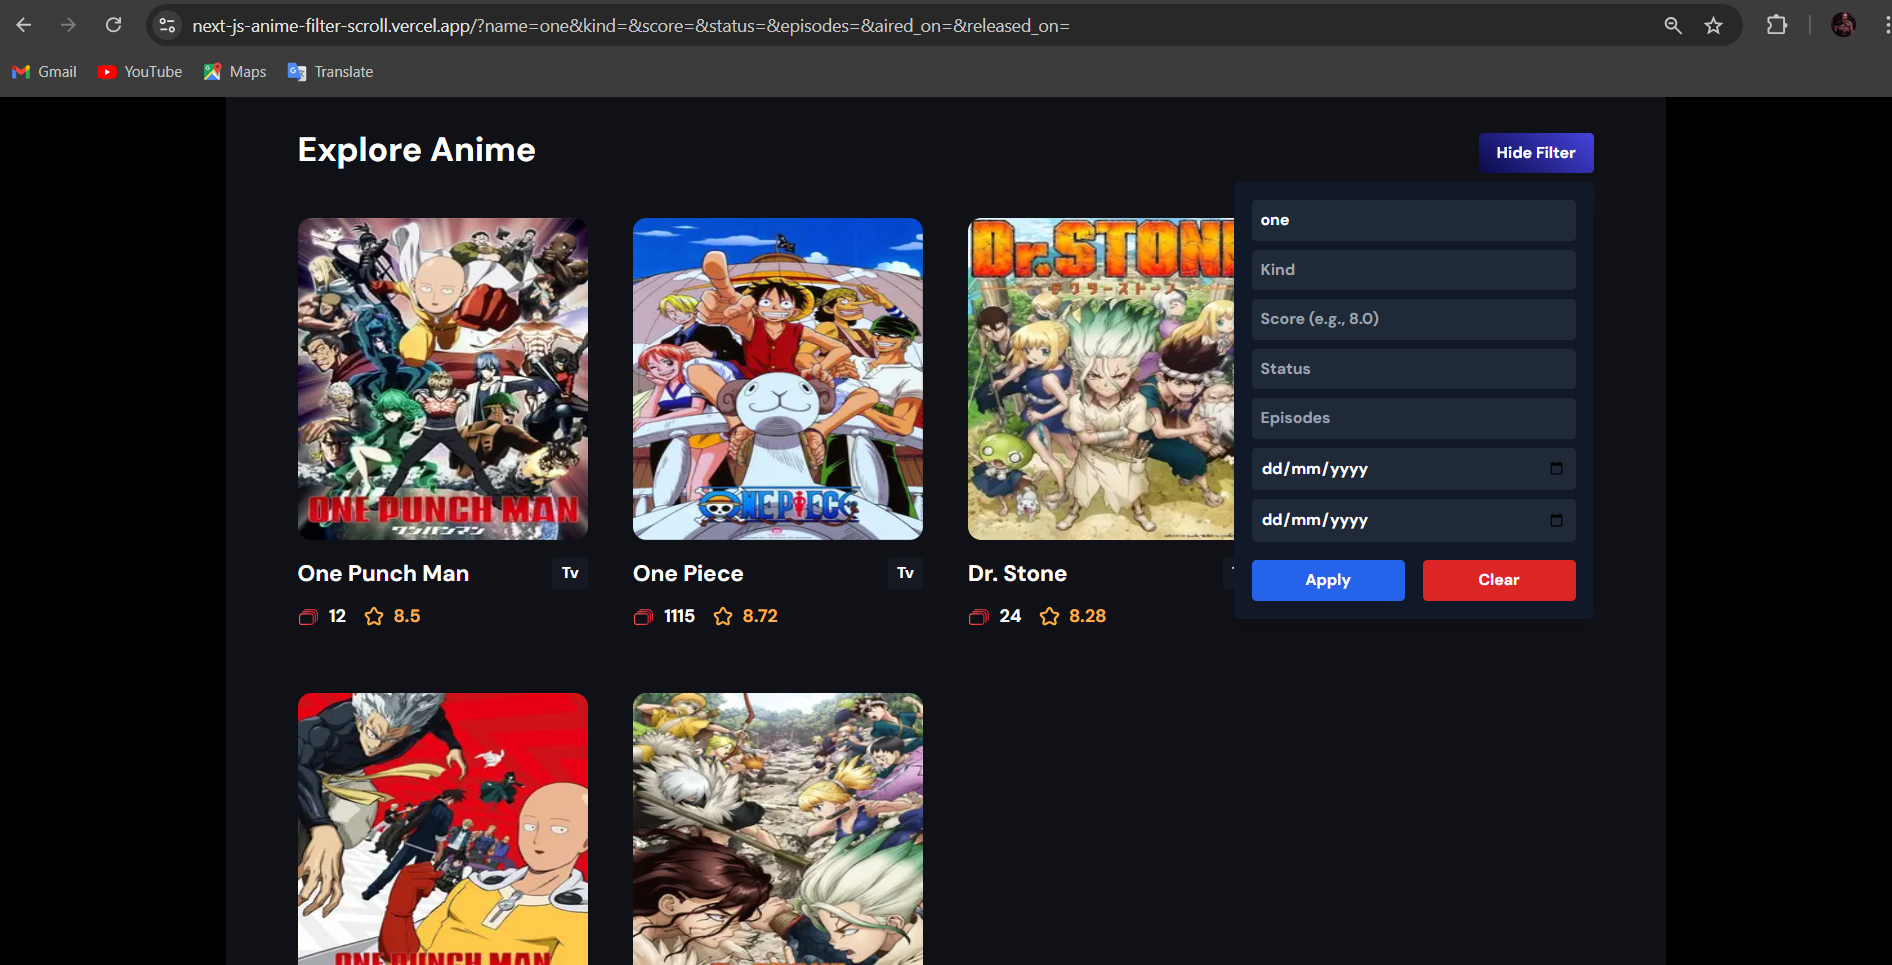 next-js-anime-filter-scroll.vercel.app/?name=one&kind=&score=&status=&episodes=&aired_on=&released_on=
Gmail YouTube Maps Translate
Explore Anime
Hide Filter
one
Kind
Score (e.g., 8.0)
Status
Episodes
dd/mm/yyyy
dd/mm/yyyy
Apply Clear
Dr. STON
ドクターストーン
ONE PUNCH MAN
ワンパンマン
ONE PIECE
One Punch Man Tv
12 8.5
One Piece Tv
1115 8.72
Dr. Stone
24 8.28
ONE PUNCH MAN